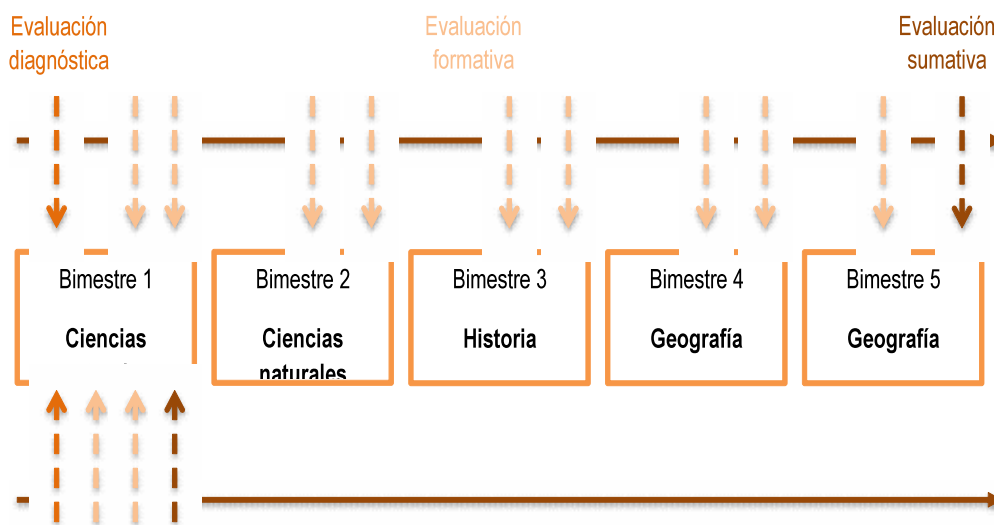 Evaluación
diagnóstica
Evaluación
formativa
Evaluación
sumativa
Bimestre 1
Ciencias
Bimestre 2
Ciencias
naturales
Bimestre 3
Historia
Bimestre 4
Geografía
Bimestre 5
Geografía